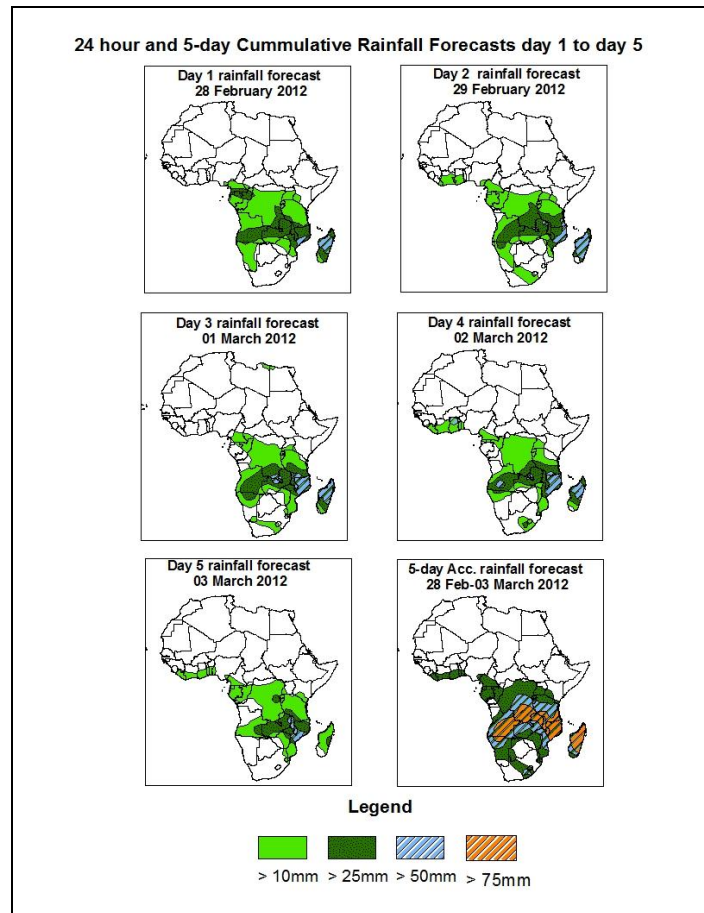 24 hour and 5-day Cummulative Rainfall Forecasts day 1 to day 5
Day 1 rainfall forecast
28 February 2012
Day 2 rainfall forecast
29 February 2012
Day 3 rainfall forecast
01 March 2012
Day 4 rainfall forecast
02 March 2012
Day 5 rainfall forecast
03 March 2012
5-day Acc. rainfall forecast
28 Feb-03 March 2012
Legend
> 10mm > 25mm > 50mm > 75mm